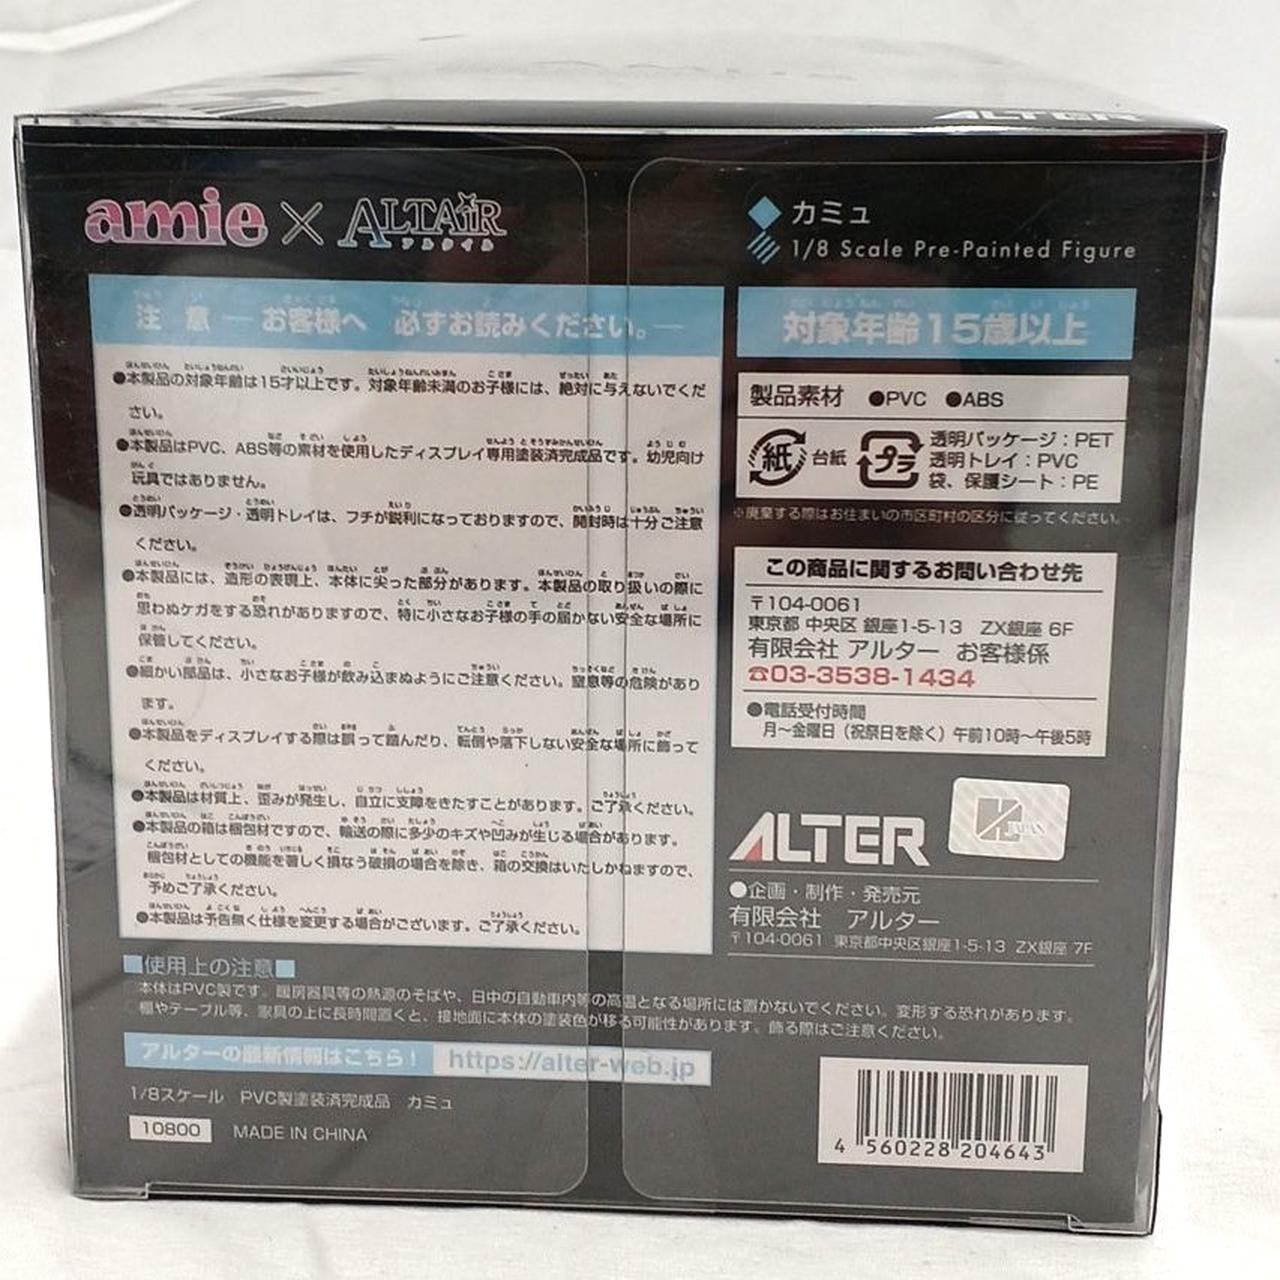 ALTER
amie × ALTAiR
アルタイル
カミュ
1/8 Scale Pre-Painted Figure
注意 ― お客様へ 必ずお読みください。―
●本製品の対象年齢は15才以上です。対象年齢未満のお子様には、絶対に与えないでくだ
さい。
●本製品はPVC、ABS等の素材を使用したディスプレイ専用塗装済完成品です。幼児向け
玩具ではありません。
●透明パッケージ・透明トレイは、フチが鋭利になっておりますので、開封時は十分ご注意
ください。
●本製品には、造形の表現上、本体に尖った部分があります。本製品の取り扱いの際に
思わぬケガをする恐れがありますので、特に小さなお子様の手の届かない安全な場所に
保管してください。
●細かい部品は、小さなお子様が飲み込まぬようにご注意ください。窒息等の危険があり
ます。
●本製品をディスプレイする際は誤って踏んだり、転倒や落下しない安全な場所に飾って
ください。
●本製品は材質上、歪みが発生し、自立に支障をきたすことがあります。ご了承ください。
●本製品の箱は梱包材ですので、輸送の際に多少のキズや凹みが生じる場合があります。
梱包材としての機能を著しく損なう破損の場合を除き、箱の交換はいたしかねますので、
予めご了承ください。
●本製品は予告無く仕様を変更する場合がございます。ご了承ください。
対象年齢15歳以上
製品素材 ●PVC ●ABS
紙 台紙
プラ 透明パッケージ：PET
透明トレイ：PVC
袋、保護シート：PE
※廃棄する際はお住まいの市区町村の区分に従ってください。
この商品に関するお問い合わせ先
〒104-0061
東京都 中央区 銀座1-5-13 ZX銀座 6F
有限会社 アルター お客様係
☎03-3538-1434
●電話受付時間
月～金曜日（祝祭日を除く）午前10時～午後5時
ALTER
JAPAN
●企画・制作・発売元
有限会社 アルター
〒104-0061 東京都中央区銀座1-5-13 ZX銀座 7F
■使用上の注意■
本体はPVC製です。暖房器具等の熱源のそばや、日中の自動車内等の高温となる場所には置かないでください。変形する恐れがあります。
棚やテーブル等、家具の上に長時間置くと、接地面に本体の塗装色が移る可能性があります。飾る際はご注意ください。
アルターの最新情報はこちら！ https://alter-web.jp
1/8スケール PVC製塗装済完成品 カミュ
10800 MADE IN CHINA
4 560228 204643